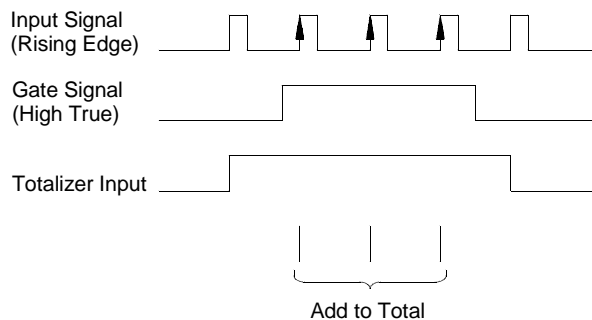 Input Signal
(Rising Edge)
Gate Signal
(High True)
Totalizer Input
Add to Total